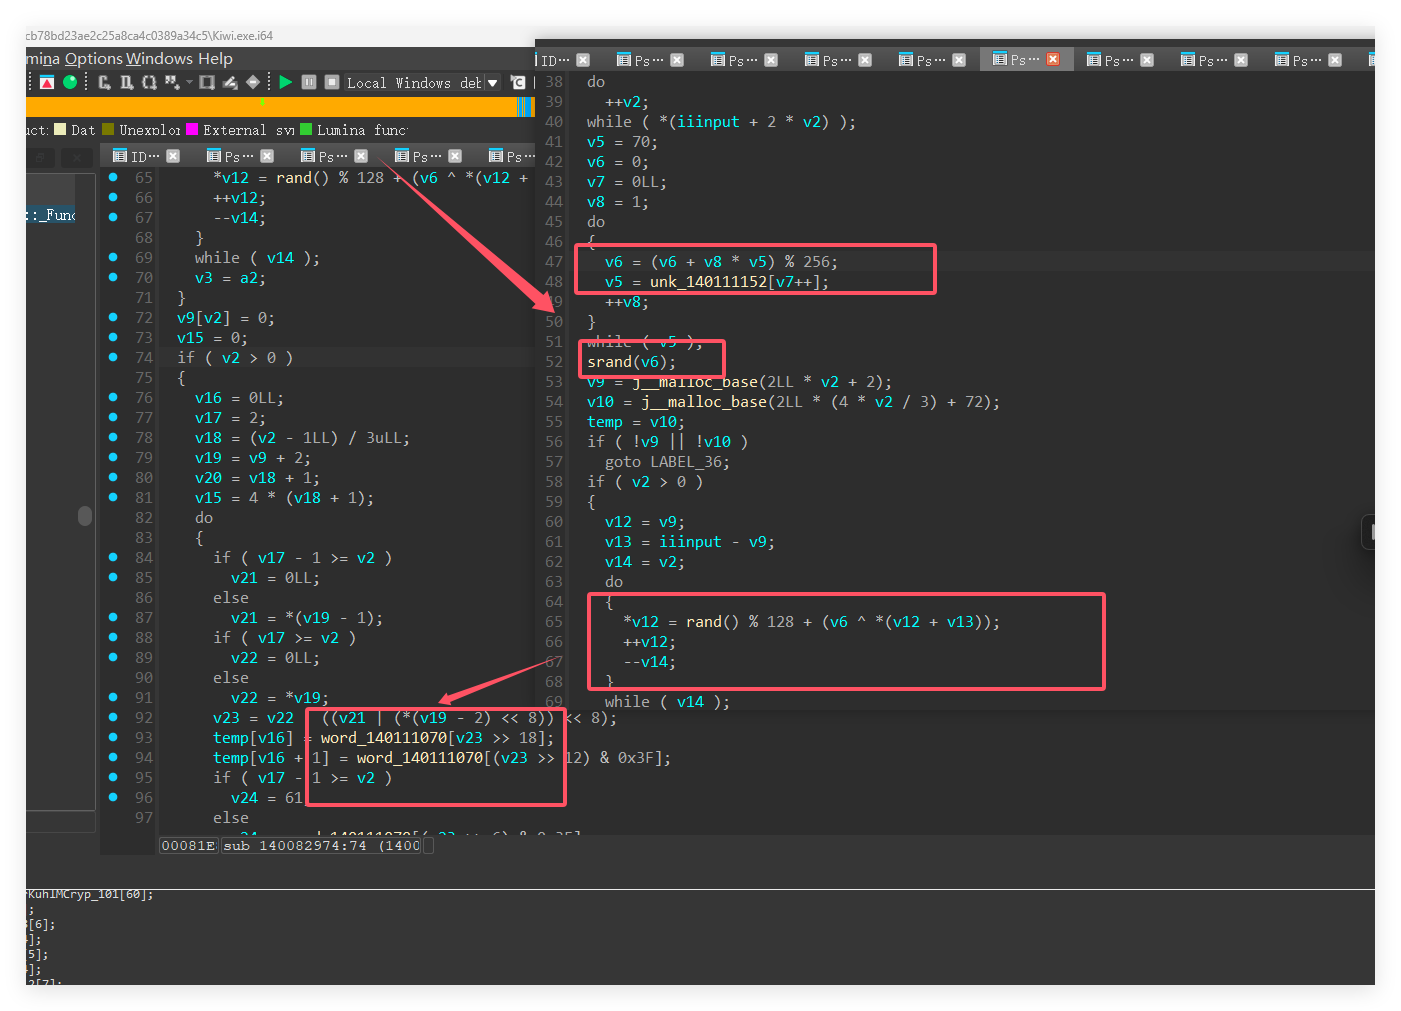 cb78bd23ae2c25a8ca4c0389a34c5\Kiwi.exe.i64
mina Options Windows Help
Local Windows del
uct: Dat Unexplo External Lumina func
ID··· Ps··· Ps··· Ps··· Ps···
::_Func
65 *v12 = rand() % 128 + (v6 ^ *(v12 +
66 ++v12;
67 --v14;
68 }
69 while ( v14 );
70 v3 = a2;
71 }
72 v9[v2] = 0;
73 v15 = 0;
74 if ( v2 > 0 )
75 {
76 v16 = 0LL;
77 v17 = 2;
78 v18 = (v2 - 1LL) / 3uLL;
79 v19 = v9 + 2;
80 v20 = v18 + 1;
81 v15 = 4 * (v18 + 1);
82 do
83 {
84 if ( v17 - 1 >= v2 )
85 v21 = 0LL;
86 else
87 v21 = *(v19 - 1);
88 if ( v17 >= v2 )
89 v22 = 0LL;
90 else
91 v22 = *v19;
92 v23 = v22 ((v21 | (*(v19 - 2) << 8)) << 8);
93 temp[v16] = word_140111070[v23 >> 18];
94 temp[v16 + 1] = word_140111070[(v23 >> 12) & 0x3F];
95 if ( v17 - 1 >= v2 )
96 v24 = 61
97 else
00081E sub_140082974:74 (1400
ID··· Ps··· Ps··· Ps··· Ps··· Ps··· Ps··· Ps··· Ps···
38 do
39 ++v2;
40 while ( *(iiinput + 2 * v2) );
41 v5 = 70;
42 v6 = 0;
43 v7 = 0LL;
44 v8 = 1;
45 do
46 {
47 v6 = (v6 + v8 * v5) % 256;
48 v5 = unk_140111152[v7++];
49 ++v8;
50 }
51 while ( v5 );
52 srand(v6);
53 v9 = j__malloc_base(2LL * v2 + 2);
54 v10 = j__malloc_base(2LL * (4 * v2 / 3) + 72);
55 temp = v10;
56 if ( !v9 || !v10 )
57 goto LABEL_36;
58 if ( v2 > 0 )
59 {
60 v12 = v9;
61 v13 = iiinput - v9;
62 v14 = v2;
63 do
64 {
65 *v12 = rand() % 128 + (v6 ^ *(v12 + v13));
66 ++v12;
67 --v14;
68 }
69 while ( v14 );
KuhlMCryp_101[60];
;
[6];
];
[5];
];
2[7];